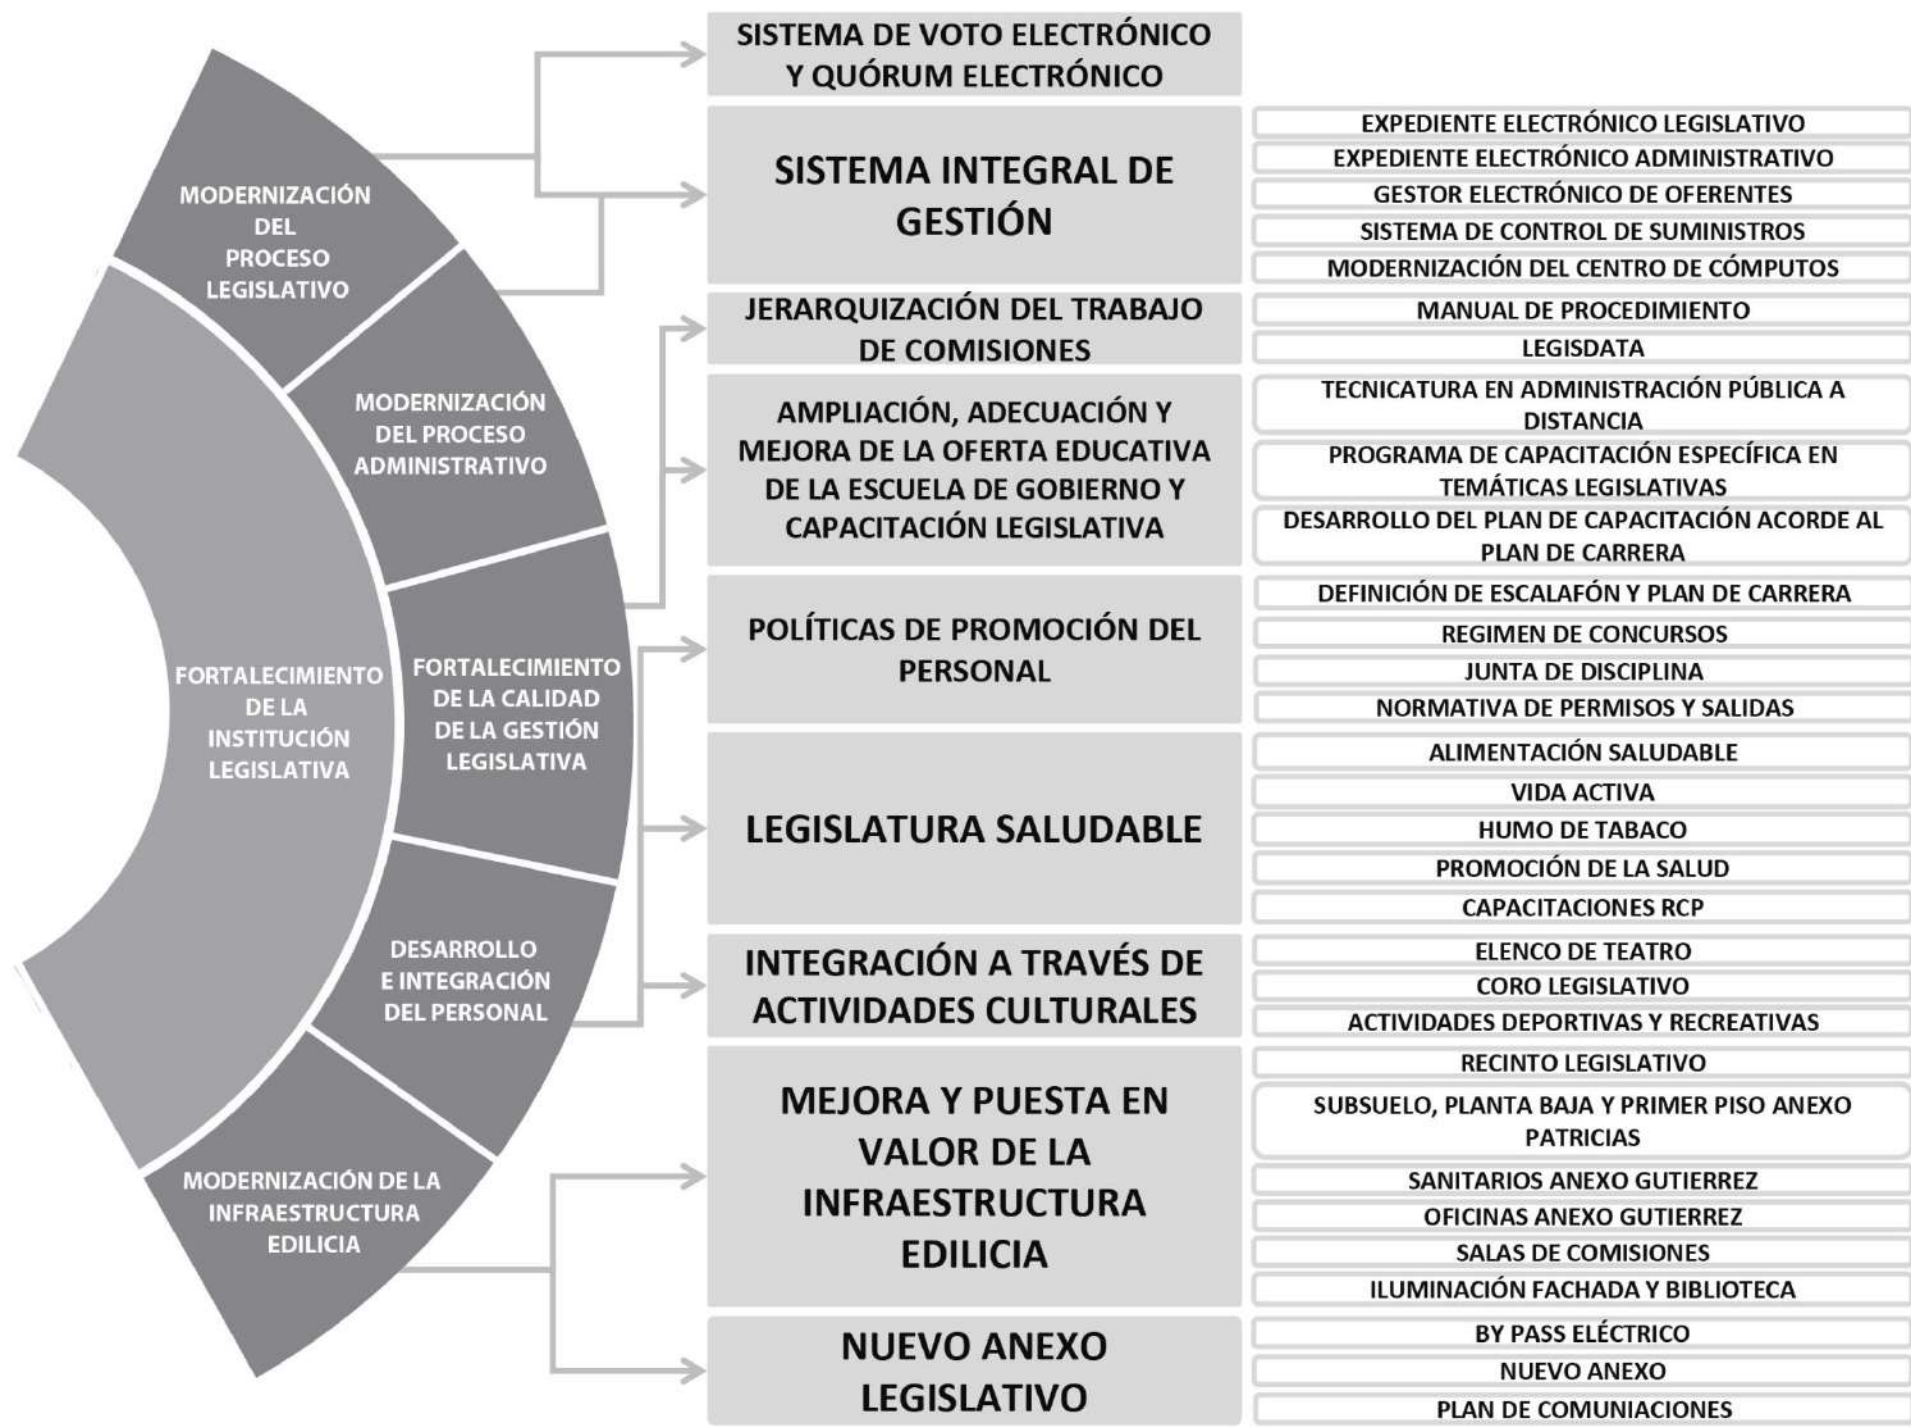 MODERNIZACIÓN
DEL
PROCESO
LEGISLATIVO
MODERNIZACIÓN
DEL PROCESO
ADMINISTRATIVO
FORTALECIMIENTO
DE LA
INSTITUCIÓN
LEGISLATIVA
FORTALECIMIENTO
DE LA CALIDAD
DE LA GESTIÓN
LEGISLATIVA
DESARROLLO
E INTEGRACIÓN
DEL PERSONAL
MODERNIZACIÓN DE LA
INFRAESTRUCTURA
EDILICIA
SISTEMA DE VOTO ELECTRÓNICO
Y QUÓRUM ELECTRÓNICO
SISTEMA INTEGRAL DE
GESTIÓN
EXPEDIENTE ELECTRÓNICO LEGISLATIVO
EXPEDIENTE ELECTRÓNICO ADMINISTRATIVO
GESTOR ELECTRÓNICO DE OFERENTES
SISTEMA DE CONTROL DE SUMINISTROS
MODERNIZACIÓN DEL CENTRO DE CÓMPUTOS
JERARQUIZACIÓN DEL TRABAJO
DE COMISIONES
MANUAL DE PROCEDIMIENTO
LEGISDATA
AMPLIACIÓN, ADECUACIÓN Y
MEJORA DE LA OFERTA EDUCATIVA
DE LA ESCUELA DE GOBIERNO Y
CAPACITACIÓN LEGISLATIVA
TECNICATURA EN ADMINISTRACIÓN PÚBLICA A
DISTANCIA
PROGRAMA DE CAPACITACIÓN ESPECÍFICA EN
TEMÁTICAS LEGISLATIVAS
DESARROLLO DEL PLAN DE CAPACITACIÓN ACORDE AL
PLAN DE CARRERA
POLÍTICAS DE PROMOCIÓN DEL
PERSONAL
DEFINICIÓN DE ESCALAFÓN Y PLAN DE CARRERA
REGIMEN DE CONCURSOS
JUNTA DE DISCIPLINA
NORMATIVA DE PERMISOS Y SALIDAS
LEGISLATURA SALUDABLE
ALIMENTACIÓN SALUDABLE
VIDA ACTIVA
HUMO DE TABACO
PROMOCIÓN DE LA SALUD
CAPACITACIONES RCP
INTEGRACIÓN A TRAVÉS DE
ACTIVIDADES CULTURALES
ELENCO DE TEATRO
CORO LEGISLATIVO
ACTIVIDADES DEPORTIVAS Y RECREATIVAS
MEJORA Y PUESTA EN
VALOR DE LA
INFRAESTRUCTURA
EDILICIA
RECINTO LEGISLATIVO
SUBSUELO, PLANTA BAJA Y PRIMER PISO ANEXO
PATRICIAS
SANITARIOS ANEXO GUTIERREZ
OFICINAS ANEXO GUTIERREZ
SALAS DE COMISIONES
ILUMINACIÓN FACHADA Y BIBLIOTECA
NUEVO ANEXO
LEGISLATIVO
BY PASS ELÉCTRICO
NUEVO ANEXO
PLAN DE COMUNIACIONES